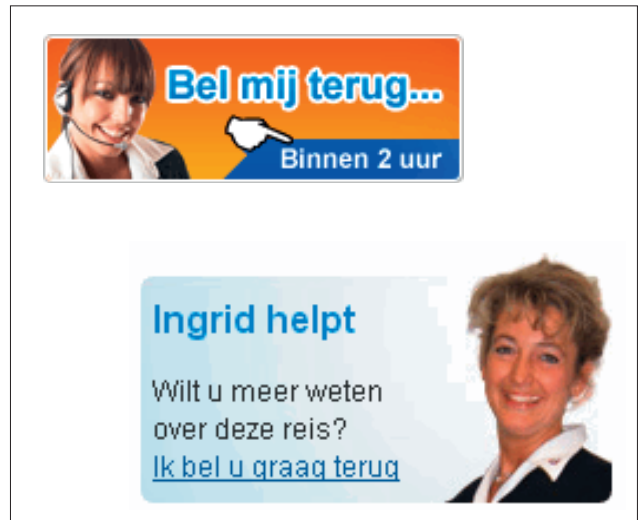 Bel mij terug...
Binnen 2 uur
Ingrid helpt
Wilt u meer weten
over deze reis?
Ik bel u graag terug